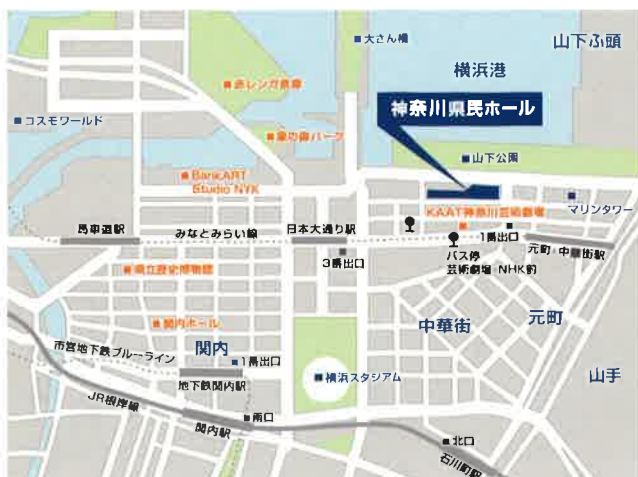 大さん橋
山下ふ頭
横浜港
赤レンガ倉庫
神奈川県民ホール
コスモワールド
象の鼻パーク
山下公園
BankART
Studio NYK
マリンタワー
KAAT神奈川芸術劇場
馬車道駅
みなとみらい線
日本大通り駅
1番出口
元町・中華街駅
3番出口
バス停
芸術劇場・NHK前
県立歴史博物館
関内ホール
中華街
元町
市営地下鉄ブルーライン
関内
1番出口
地下鉄関内駅
横浜スタジアム
山手
JR根岸線
関内駅
南口
北口
石川町駅